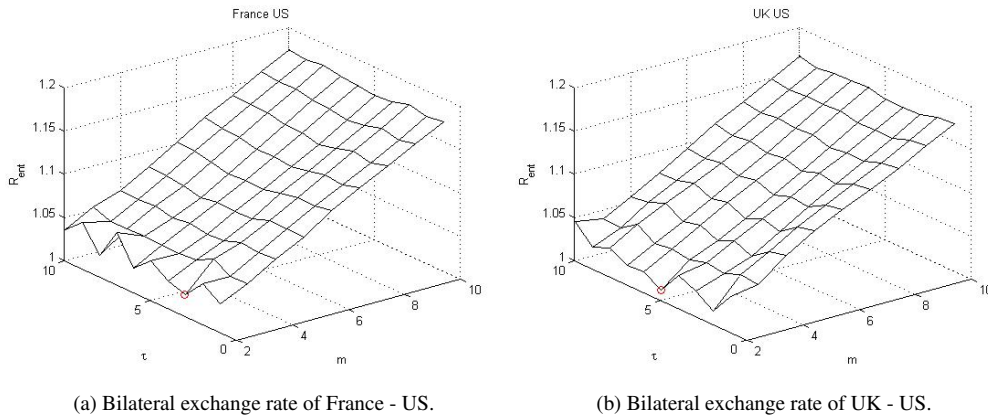 France US
1.2
1.15
1.1
1.05
1
R_ent
10
5
0
τ
2
4
6
8
10
m
UK US
1.2
1.15
1.1
1.05
1
R_ent
10
5
0
τ
2
4
6
8
10
m
(a) Bilateral exchange rate of France - US.
(b) Bilateral exchange rate of UK - US.